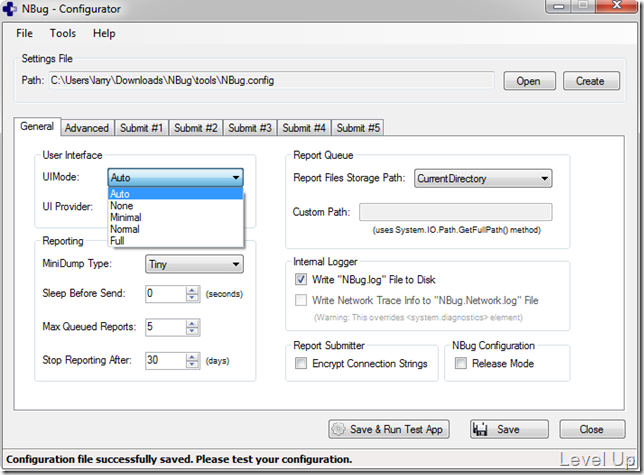 NBug - Configurator
File Tools Help
Settings File
Path: C:\Users\larry\Downloads\NBug\tools\NBug.config Open Create
General Advanced Submit #1 Submit #2 Submit #3 Submit #4 Submit #5
User Interface
UIMode: Auto
Auto
None
Minimal
Normal
Full
UI Provider:
Reporting
MiniDump Type: Tiny
Sleep Before Send: 0 (seconds)
Max Queued Reports: 5
Stop Reporting After: 30 (days)
Report Queue
Report Files Storage Path: CurrentDirectory
Custom Path:
(uses System.IO.Path.GetFullPath() method)
Internal Logger
Write "NBug.log" File to Disk
Write Network Trace Info to "NBug.Network.log" File
(Warning: This overrides <system.diagnostics> element)
Report Submitter
Encrypt Connection Strings
NBug Configuration
Release Mode
Save & Run Test App Save Close
Configuration file successfully saved. Please test your configuration.
Level Up